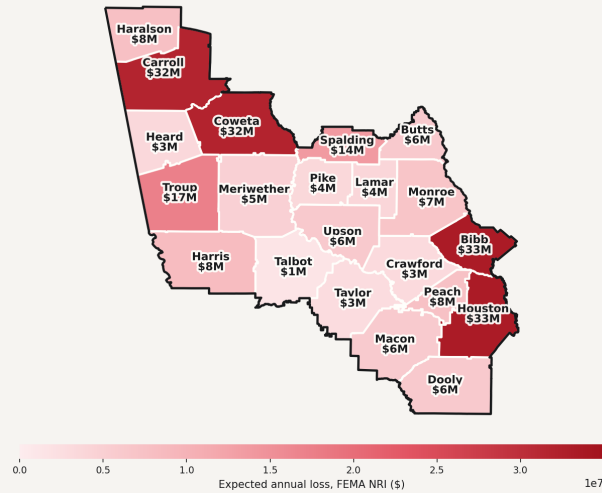 Haralson
$8M
Carroll
$32M
Coweta
$32M
Heard
$3M
Spalding
$14M
Butts
$6M
Troup
$17M
Meriwether
$5M
Pike
$4M
Lamar
$4M
Monroe
$7M
Upson
$6M
Bibb
$33M
Harris
$8M
Talbot
$1M
Crawford
$3M
Taylor
$3M
Peach
$8M
Houston
$33M
Macon
$6M
Dooly
$6M
0.0 0.5 1.0 1.5 2.0 2.5 3.0
1e7
Expected annual loss, FEMA NRI ($)